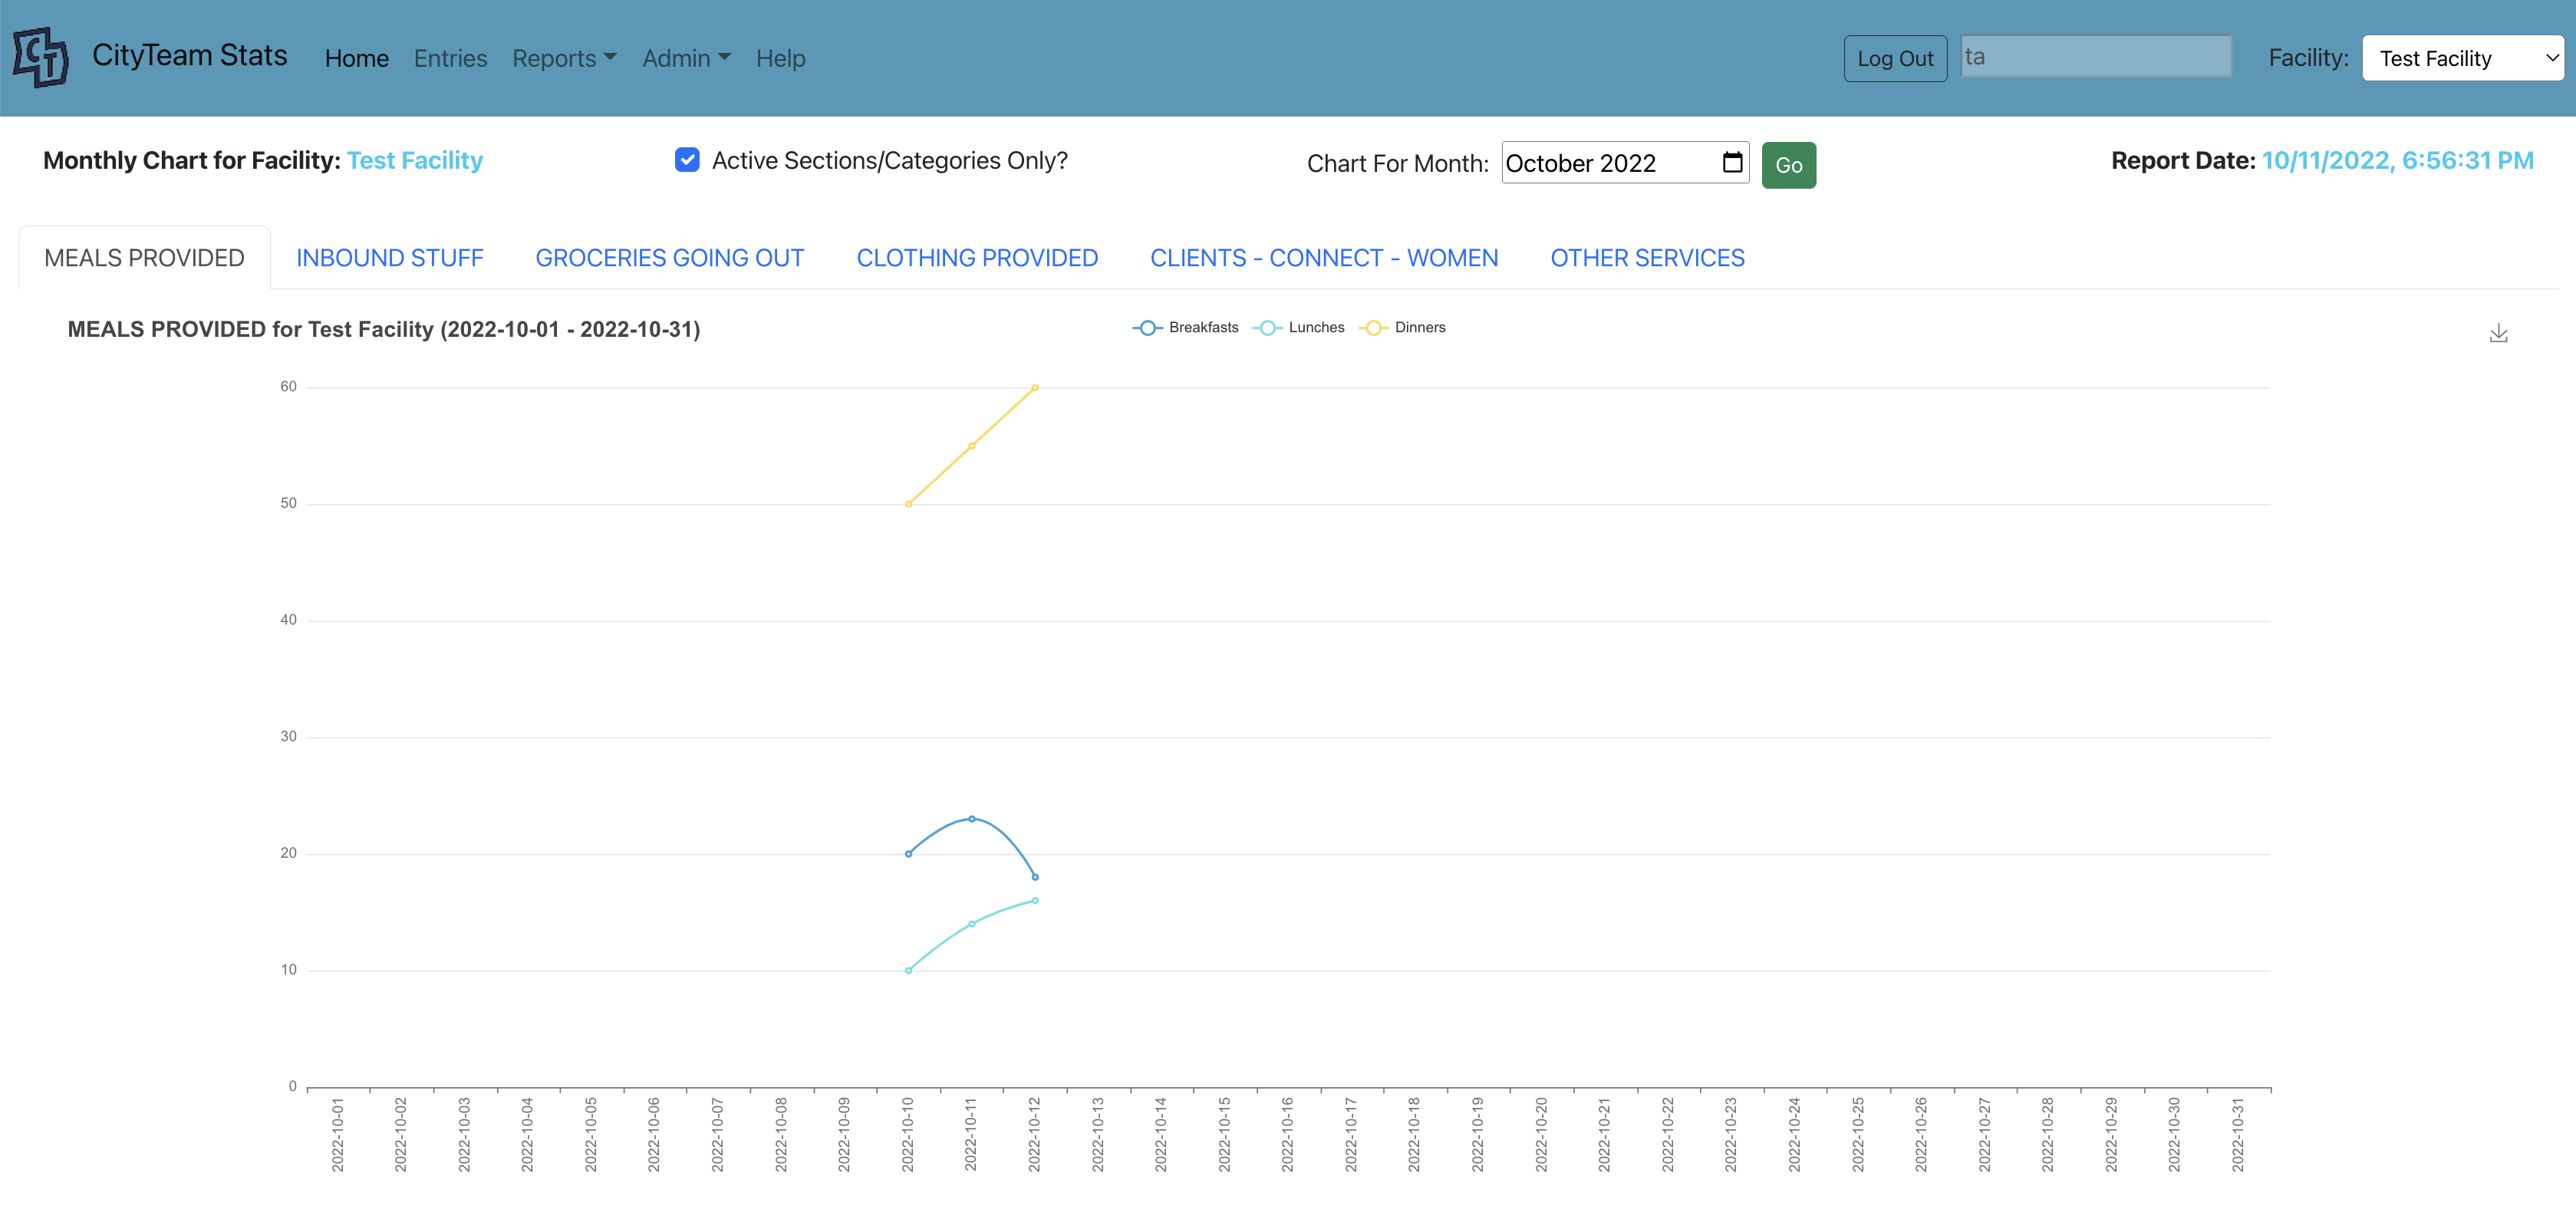 CT CityTeam Stats Home Entries Reports Admin Help Log Out ta Facility: Test Facility
Monthly Chart for Facility: Test Facility Active Sections/Categories Only? Chart For Month: October 2022 Go Report Date: 10/11/2022, 6:56:31 PM
MEALS PROVIDED INBOUND STUFF GROCERIES GOING OUT CLOTHING PROVIDED CLIENTS - CONNECT - WOMEN OTHER SERVICES
MEALS PROVIDED for Test Facility (2022-10-01 - 2022-10-31) Breakfasts Lunches Dinners
60
50
40
30
20
10
0
2022-10-01 2022-10-02 2022-10-03 2022-10-04 2022-10-05 2022-10-06 2022-10-07 2022-10-08 2022-10-09 2022-10-10 2022-10-11 2022-10-12 2022-10-13 2022-10-14 2022-10-15 2022-10-16 2022-10-17 2022-10-18 2022-10-19 2022-10-20 2022-10-21 2022-10-22 2022-10-23 2022-10-24 2022-10-25 2022-10-26 2022-10-27 2022-10-28 2022-10-29 2022-10-30 2022-10-31